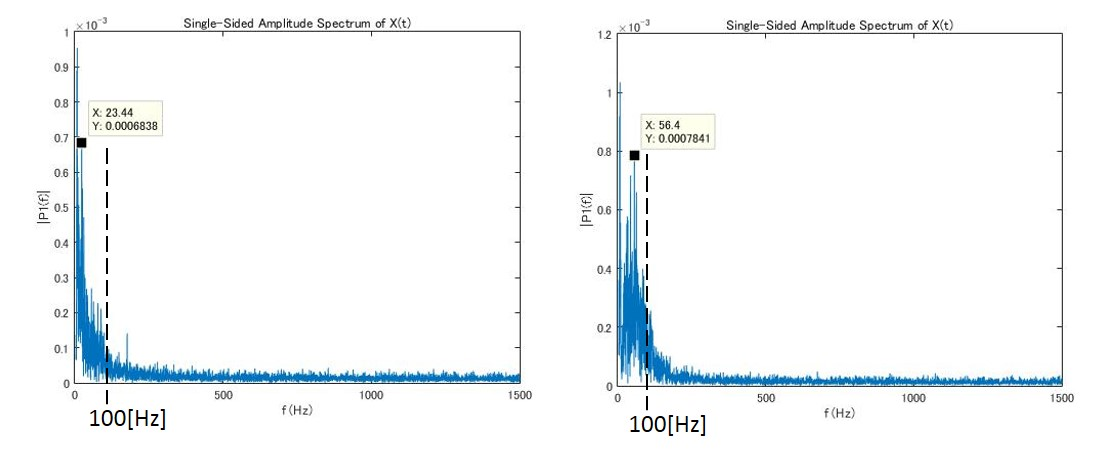 Single-Sided Amplitude Spectrum of X(t)
×10⁻³
1
0.9
0.8
0.7
0.6
0.5
0.4
0.3
0.2
0.1
0
|P1(f)|
X: 23.44
Y: 0.0006838
0 500 1000 1500
f(Hz)
100[Hz]
Single-Sided Amplitude Spectrum of X(t)
×10⁻³
1.2
1
0.8
0.6
0.4
0.2
0
|P1(f)|
X: 56.4
Y: 0.0007841
0 500 1000 1500
f(Hz)
100[Hz]